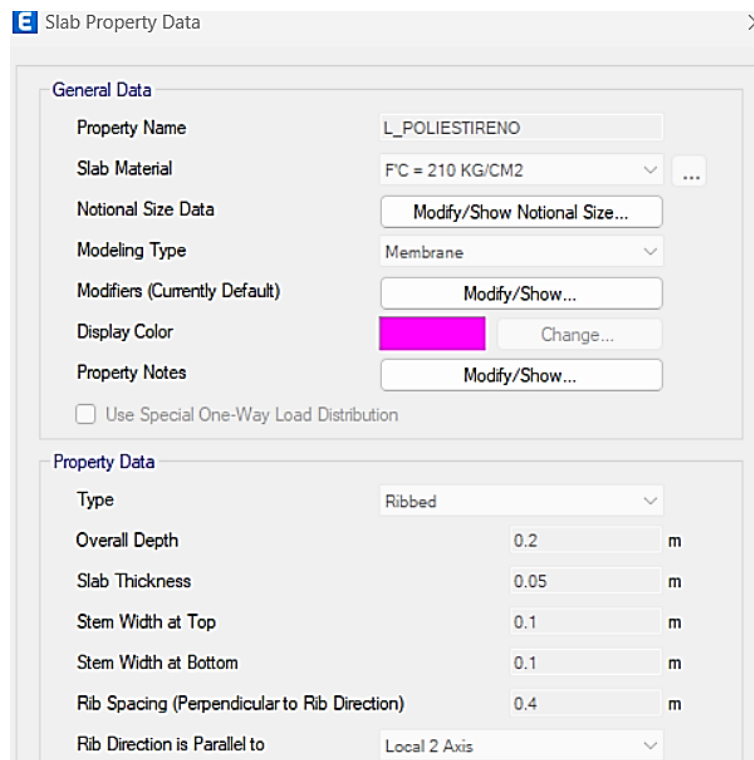 E Slab Property Data
General Data
Property Name L_POLIESTIRENO
Slab Material F'C = 210 KG/CM2 ...
Notional Size Data Modify/Show Notional Size...
Modeling Type Membrane
Modifiers (Currently Default) Modify/Show...
Display Color Change...
Property Notes Modify/Show...
Use Special One-Way Load Distribution
Property Data
Type Ribbed
Overall Depth 0.2 m
Slab Thickness 0.05 m
Stem Width at Top 0.1 m
Stem Width at Bottom 0.1 m
Rib Spacing (Perpendicular to Rib Direction) 0.4 m
Rib Direction is Parallel to Local 2 Axis